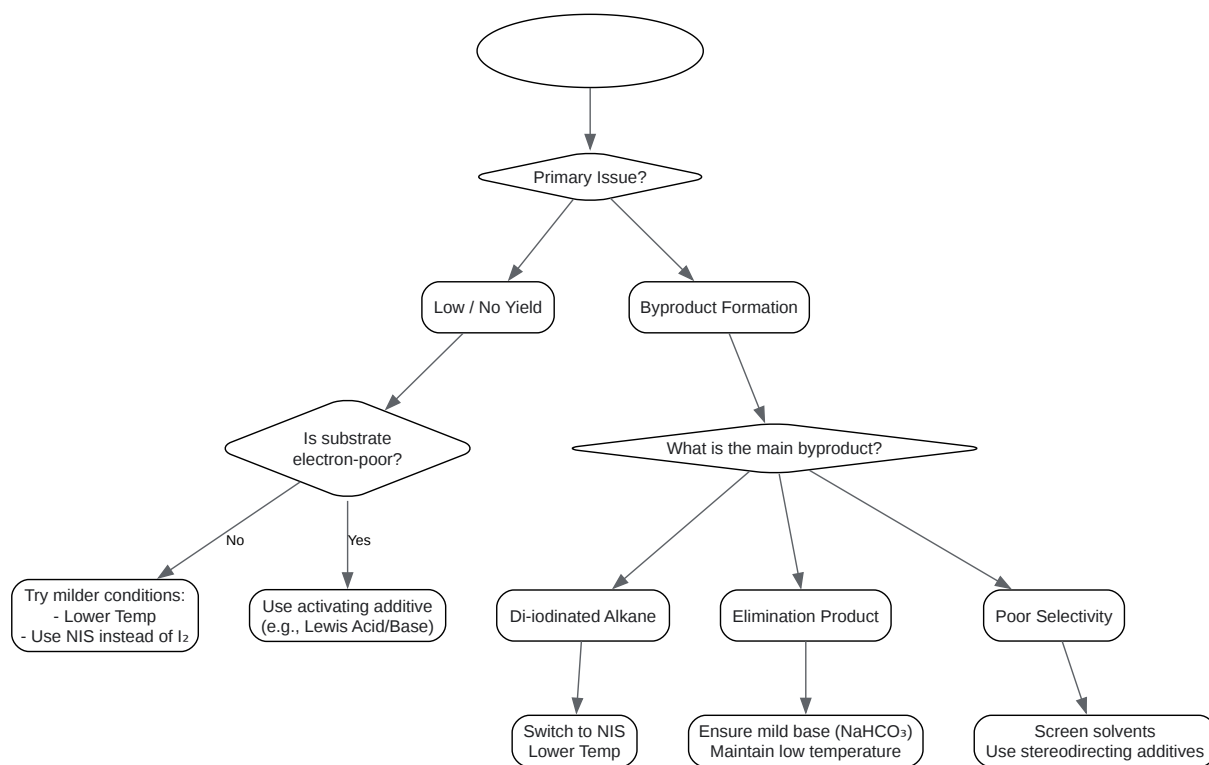 Primary Issue?
Low / No Yield
Byproduct Formation
Is substrate
electron-poor?
What is the main byproduct?
No
Yes
Try milder conditions:
- Lower Temp
- Use NIS instead of I₂
Use activating additive
(e.g., Lewis Acid/Base)
Di-iodinated Alkane
Elimination Product
Poor Selectivity
Switch to NIS
Lower Temp
Ensure mild base (NaHCO₃)
Maintain low temperature
Screen solvents
Use stereodirecting additives